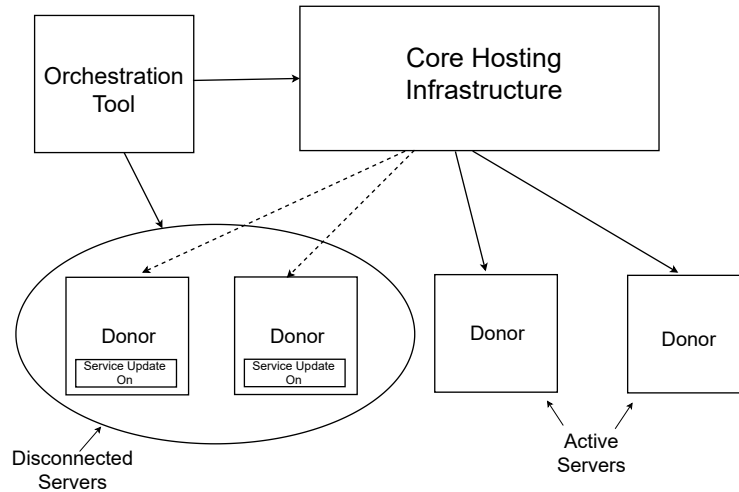 Orchestration
Tool
Core Hosting
Infrastructure
Donor
Service Update
On
Donor
Service Update
On
Donor
Donor
Disconnected
Servers
Active
Servers